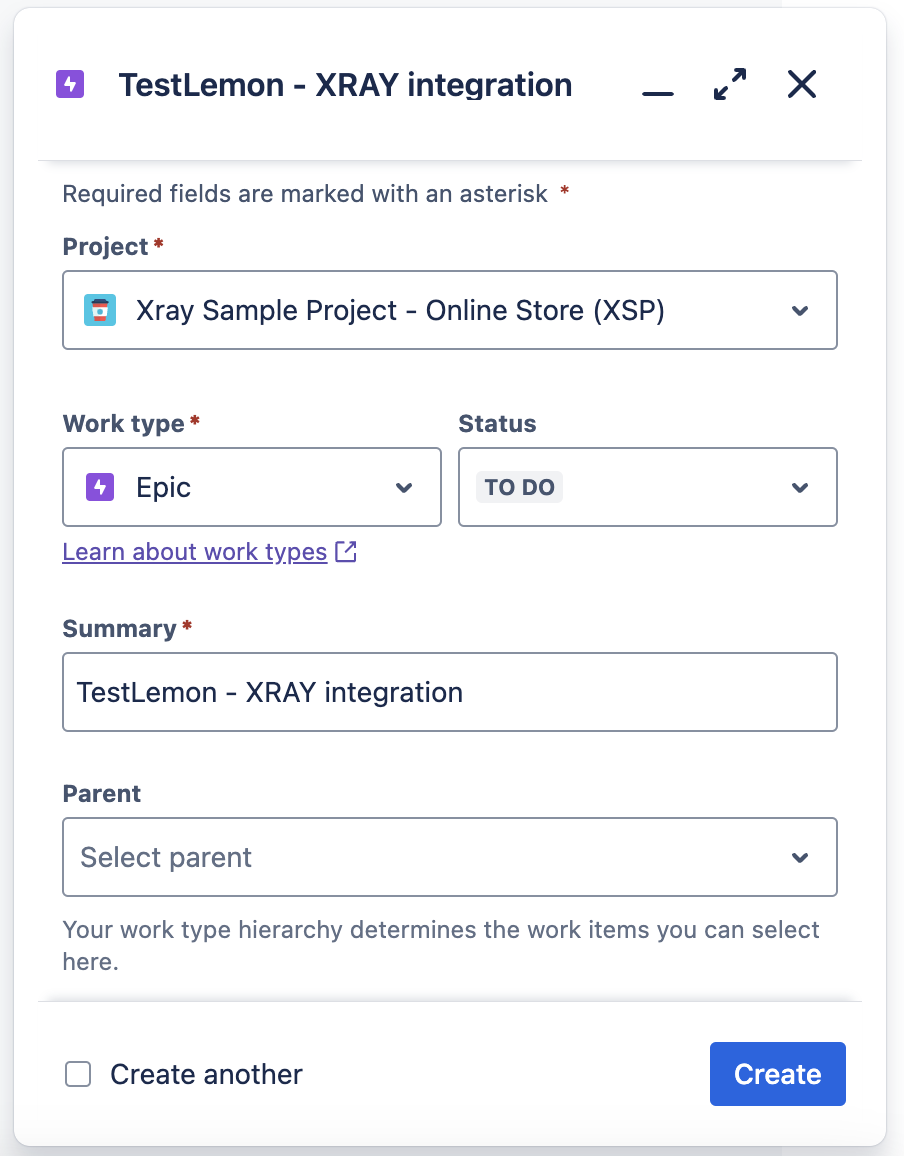 TestLemon - XRAY integration
Required fields are marked with an asterisk *
Project *
Xray Sample Project - Online Store (XSP)
Work type * Status
Epic TO DO
Learn about work types
Summary *
TestLemon - XRAY integration
Parent
Select parent
Your work type hierarchy determines the work items you can select
here.
Create another Create